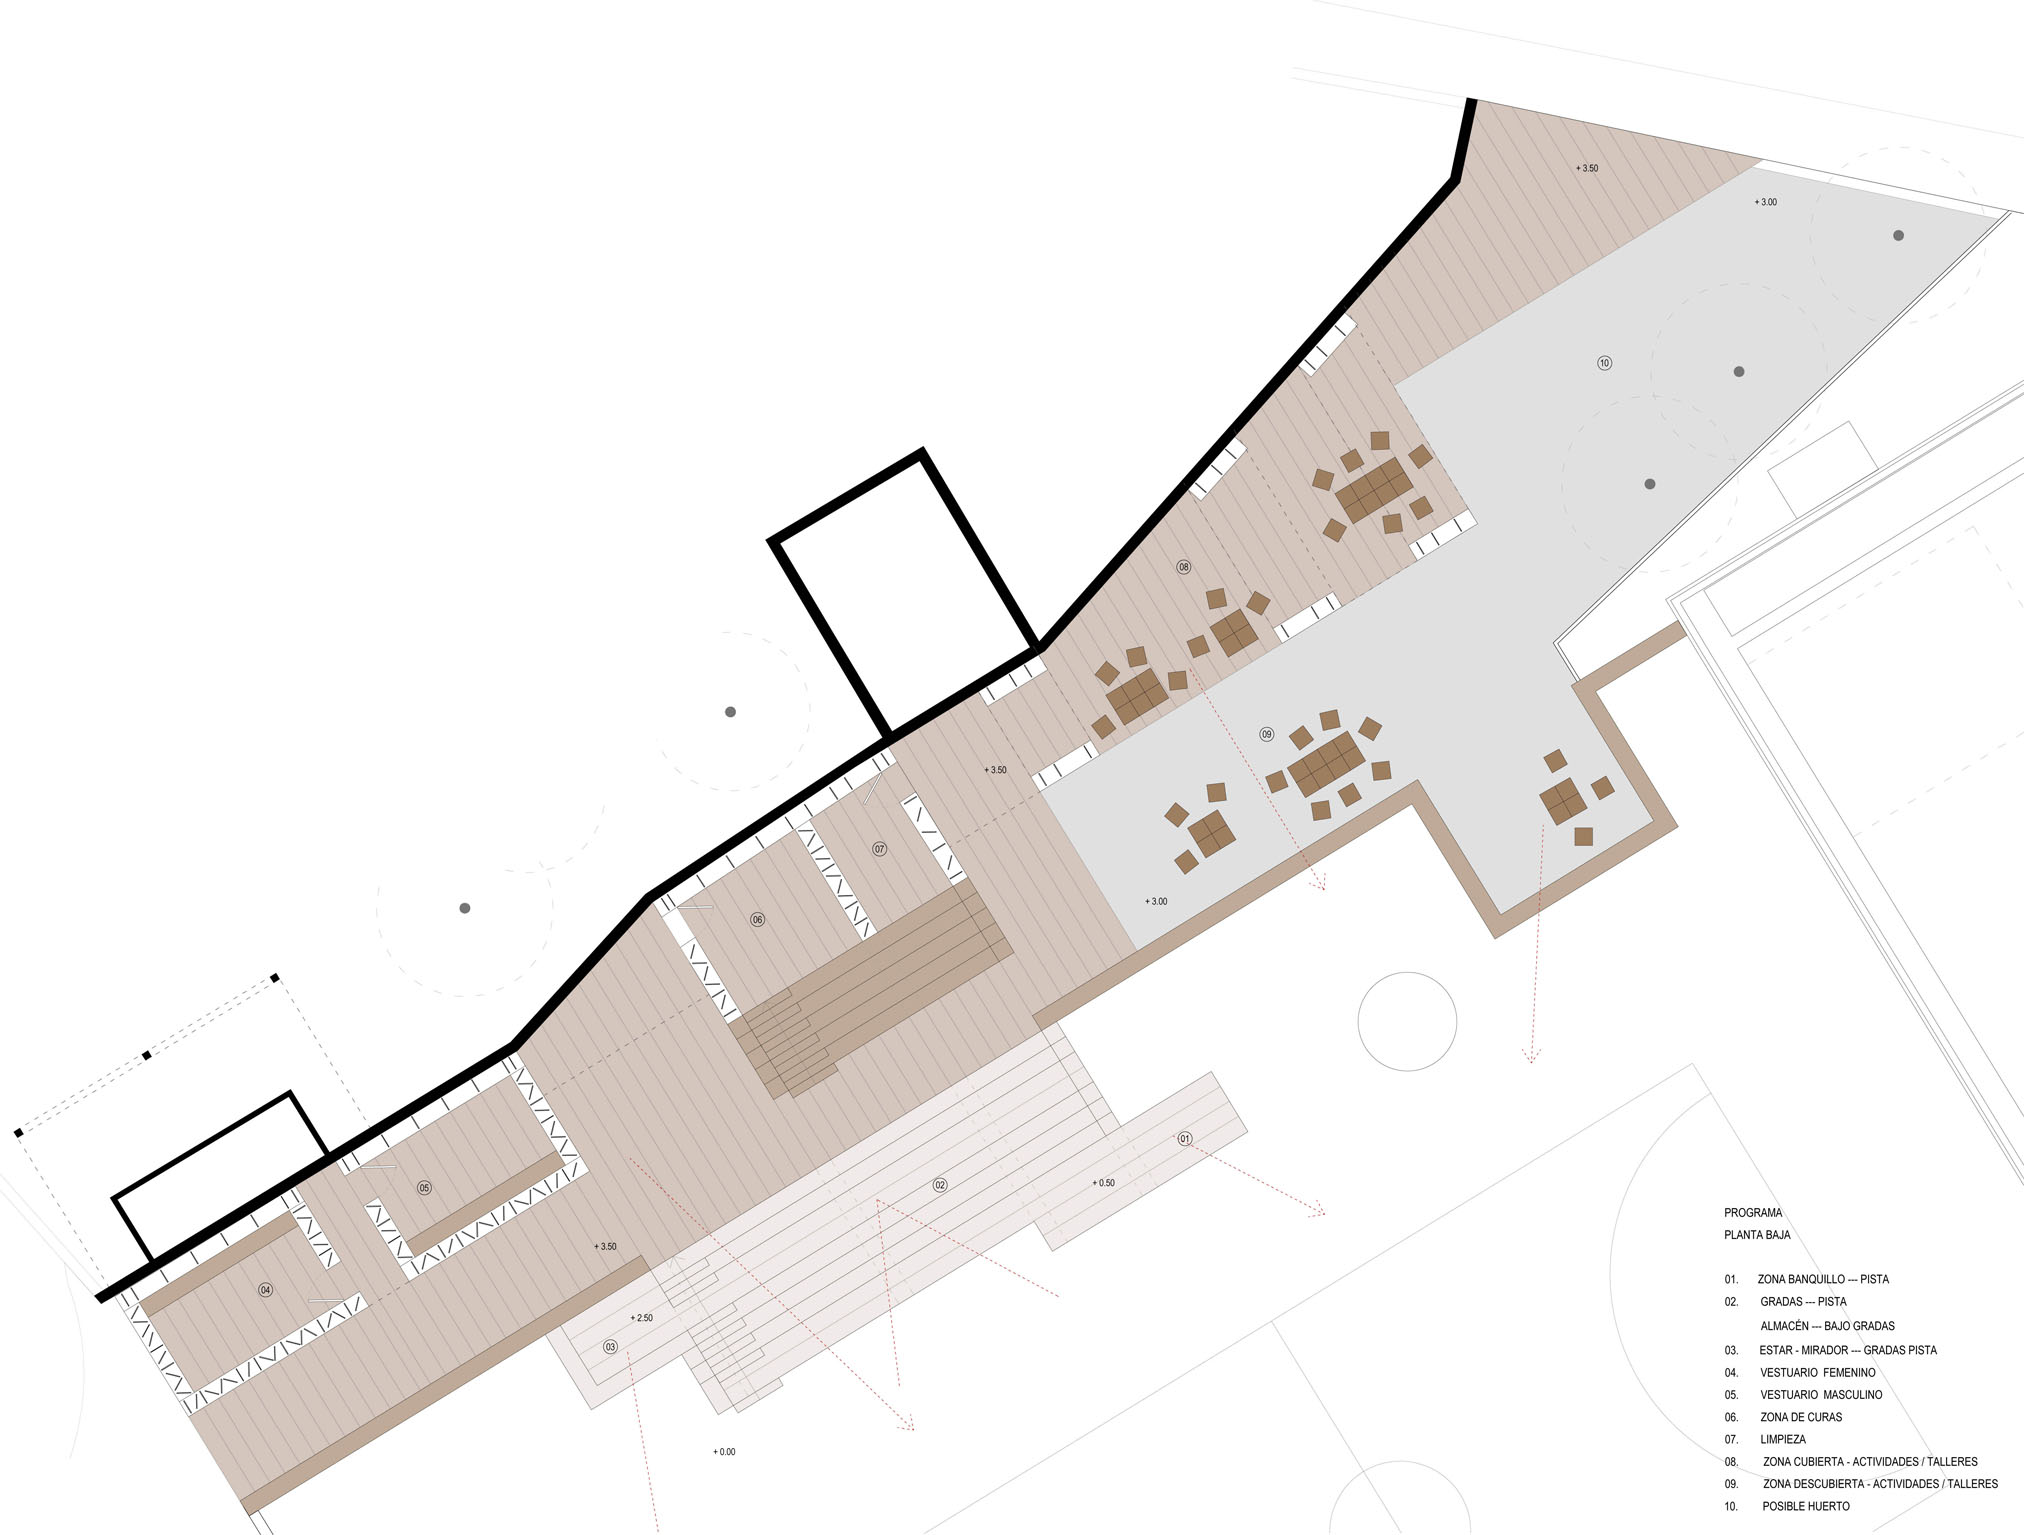 + 3.50
+ 3.00
10
08
09
+ 3.50
07
+ 3.00
06
01
05
02
+ 0.50
+ 3.50
04
+ 2.50
03
+ 0.00
PROGRAMA
PLANTA BAJA
01. ZONA BANQUILLO --- PISTA
02. GRADAS --- PISTA
ALMACÉN --- BAJO GRADAS
03. ESTAR - MIRADOR --- GRADAS PISTA
04. VESTUARIO FEMENINO
05. VESTUARIO MASCULINO
06. ZONA DE CURAS
07. LIMPIEZA
08. ZONA CUBIERTA - ACTIVIDADES / TALLERES
09. ZONA DESCUBIERTA - ACTIVIDADES / TALLERES
10. POSIBLE HUERTO